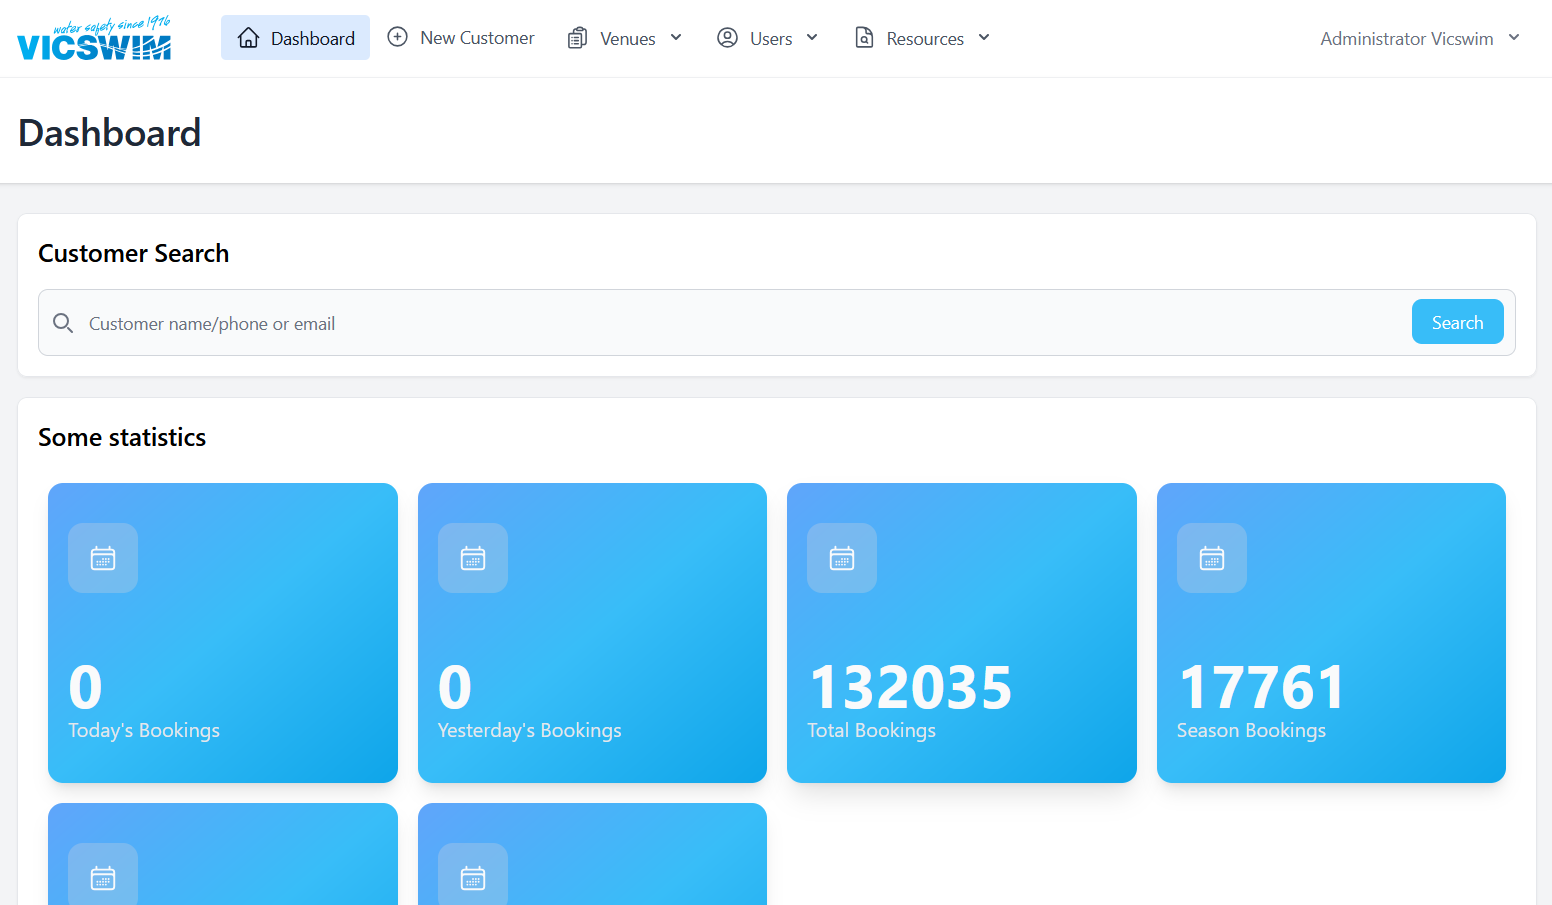 water safety since 1976
VICSWIM
Dashboard
New Customer
Venues
Users
Resources
Administrator Vicswim
Dashboard
Customer Search
Customer name/phone or email
Search
Some statistics
0
Today's Bookings
0
Yesterday's Bookings
132035
Total Bookings
17761
Season Bookings